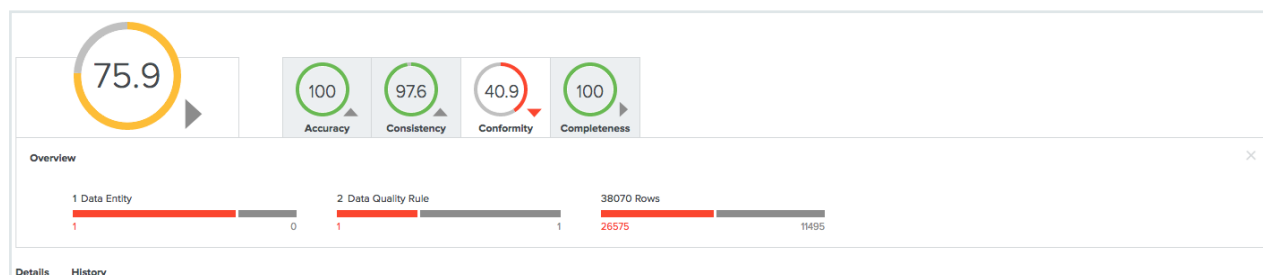 75.9
100 97.6 40.9 100
Accuracy Consistency Conformity Completeness
Overview
1 Data Entity 2 Data Quality Rule 38070 Rows
1 0 1 1 26575 11495
Details History